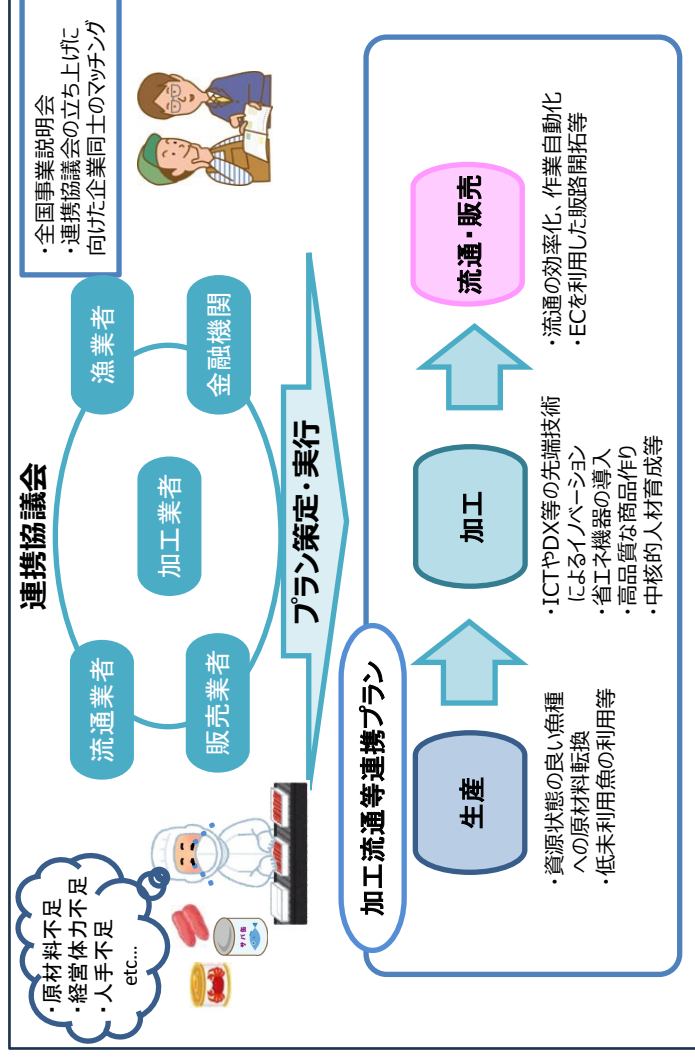 ・原材料不足
・経営体力不足
・人手不足
etc…
サバ缶
連携協議会
流通業者
漁業者
加工業者
販売業者
金融機関
・全国事業説明会
・連携協議会の立ち上げに
向けた企業同士のマッチング
プラン策定・実行
加工流通等連携プラン
生産
・資源状態の良い魚種
への原材料転換
・低未利用魚の利用等
加工
・ICTやDX等の先端技術
によるイノベーション
・省エネ機器の導入
・高品質な商品作り
・中核的人材育成等
流通・販売
・流通の効率化、作業自動化
・ECを利用した販路開拓等